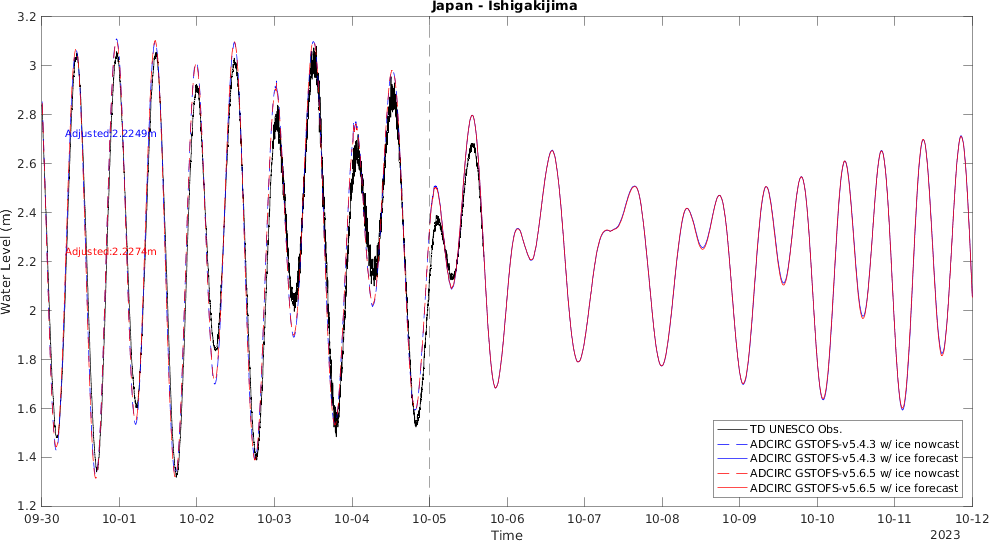 Japan - Ishigakijima
3.2
3
2.8
2.6
2.4
2.2
2
1.8
1.6
1.4
1.2
Water Level (m)
Adjusted:2.2249m
Adjusted:2.2274m
TD UNESCO Obs.
ADCIRC GSTOFS-v5.4.3 w/ ice nowcast
ADCIRC GSTOFS-v5.4.3 w/ ice forecast
ADCIRC GSTOFS-v5.6.5 w/ ice nowcast
ADCIRC GSTOFS-v5.6.5 w/ ice forecast
09-30 10-01 10-02 10-03 10-04 10-05 10-06 10-07 10-08 10-09 10-10 10-11 10-12
Time
2023